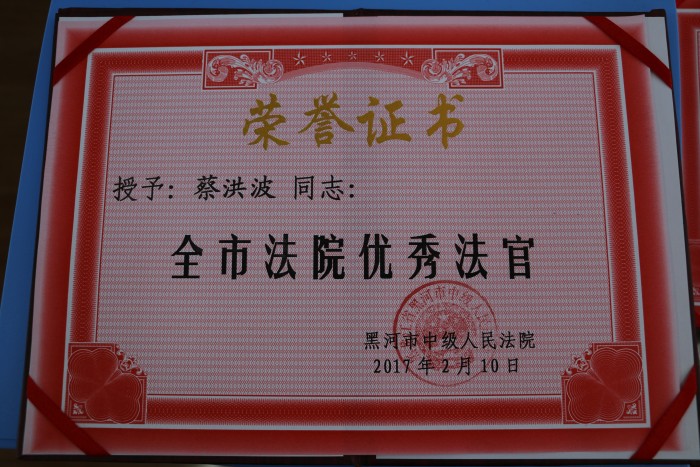 荣誉证书
授予：蔡洪波 同志：
全市法院优秀法官
黑河市中级人民法院
2017年2月10日